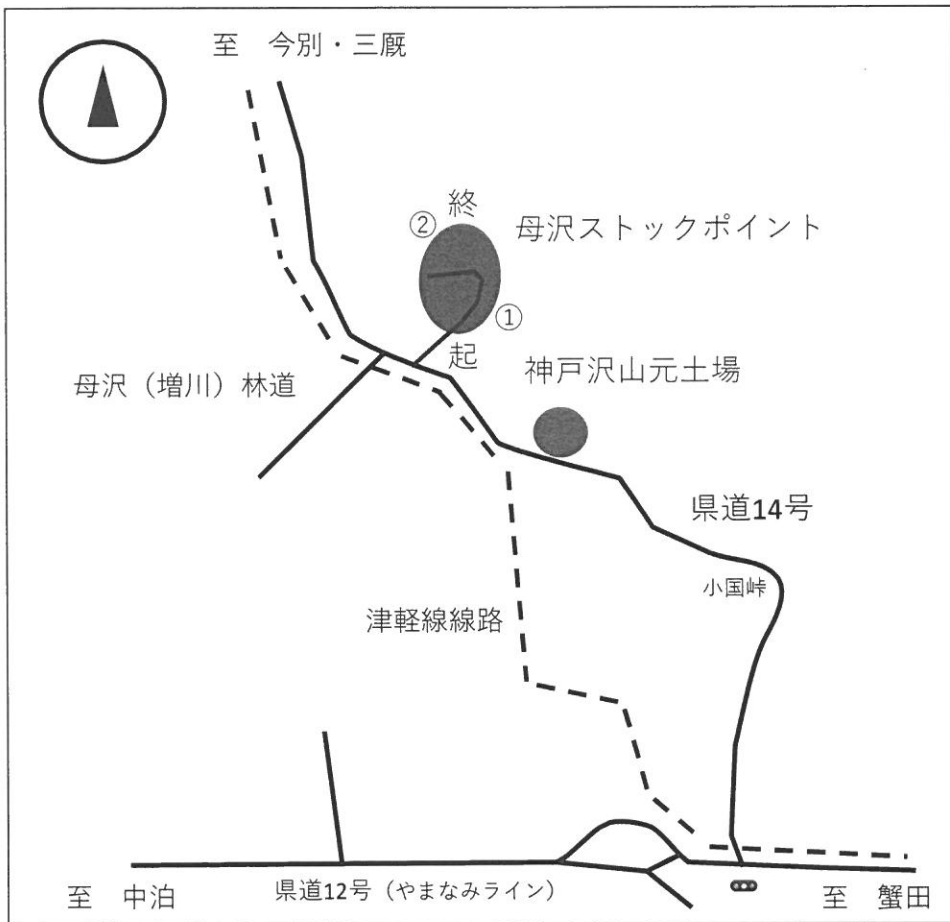 至 今別・三厩
終
② 母沢ストックポイント
①
起
神戸沢山元土場
母沢（増川）林道
県道14号
小国峠
津軽線線路
至 中泊
県道12号（やまなみライン）
至 蟹田